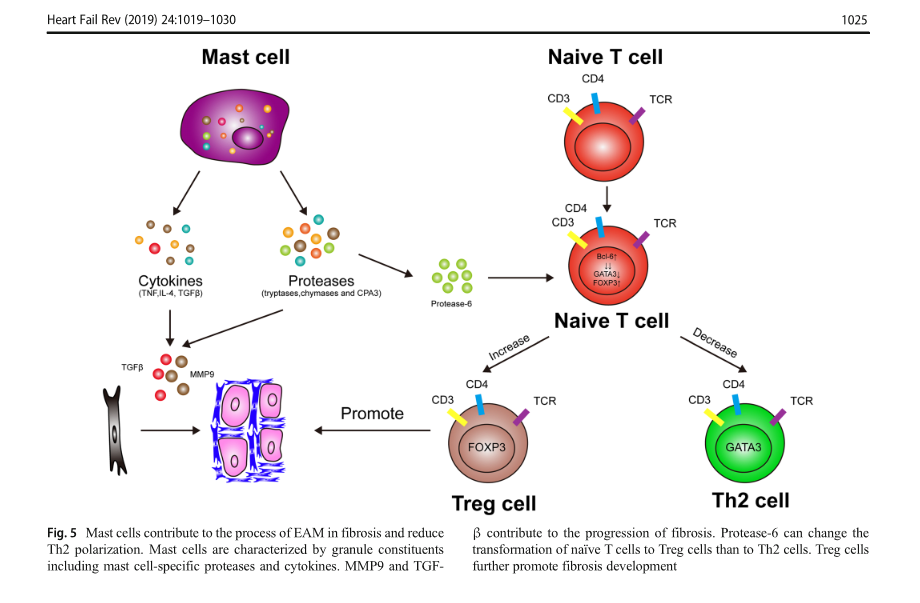 Heart Fail Rev (2019) 24:1019–1030
1025
Mast cell
Naive T cell
CD4
CD3
TCR
CD4
CD3
TCR
Bcl-6↑
↓↓
GATA3↓
FOXP3↑
Cytokines
(TNF,IL-4, TGFβ)
Proteases
(tryptases,chymases and CPA3)
Protease-6
Naive T cell
Increase
Decrease
TGFβ
MMP9
CD4
CD3
TCR
FOXP3
CD4
CD3
TCR
GATA3
Promote
Treg cell
Th2 cell
Fig. 5 Mast cells contribute to the process of EAM in fibrosis and reduce
Th2 polarization. Mast cells are characterized by granule constituents
including mast cell-specific proteases and cytokines. MMP9 and TGF-
β contribute to the progression of fibrosis. Protease-6 can change the
transformation of naïve T cells to Treg cells than to Th2 cells. Treg cells
further promote fibrosis development